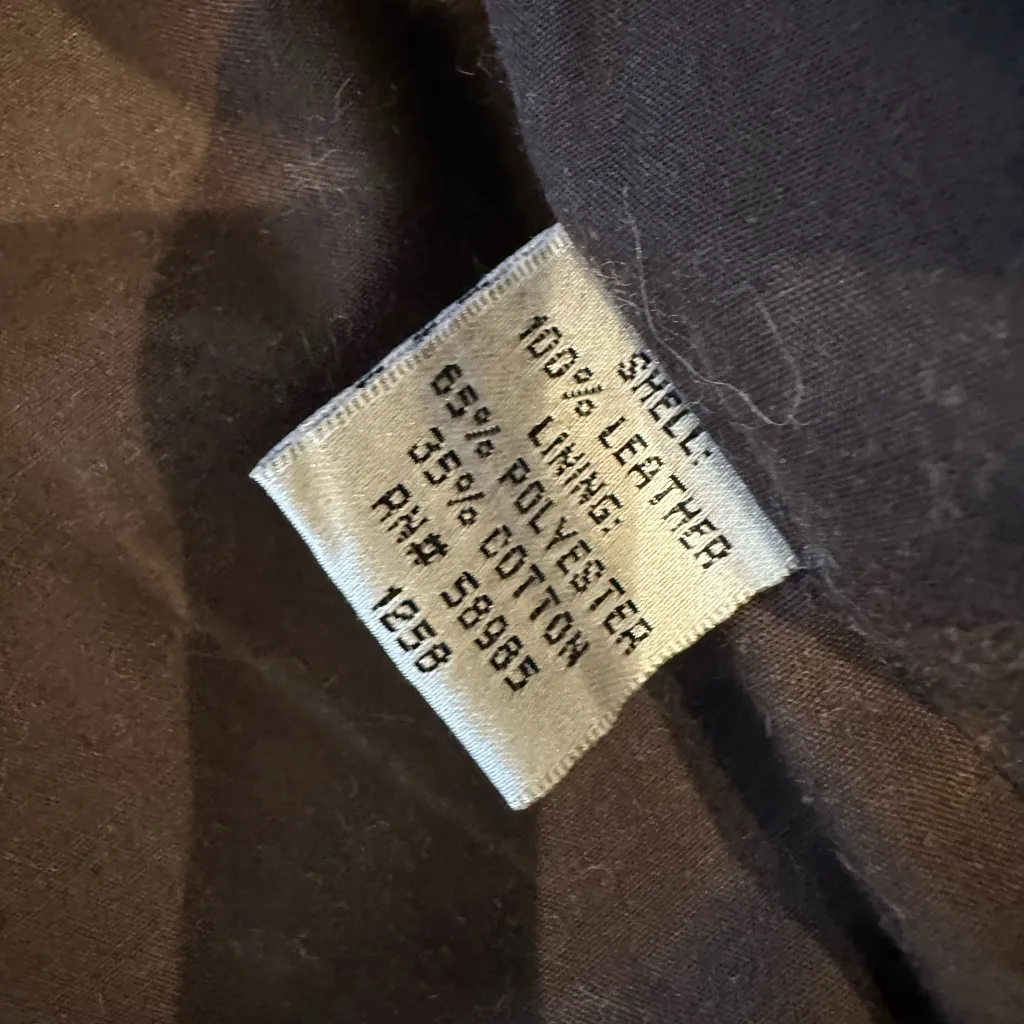 SHELL:
100% LEATHER
LINING:
65% POLYESTER
35% COTTON
RN# 58985
1258